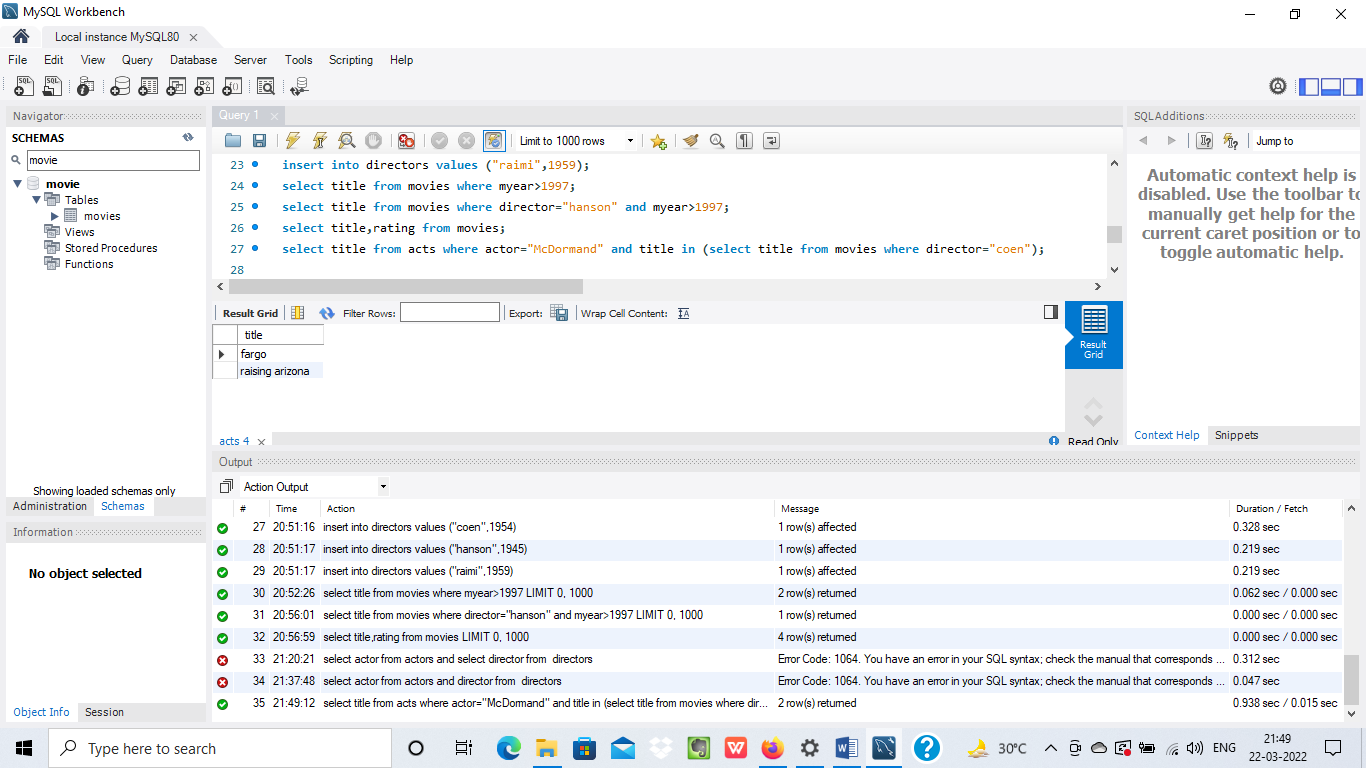 MySQL Workbench
Local instance MySQL80
File Edit View Query Database Server Tools Scripting Help
Navigator
SCHEMAS
movie
movie
Tables
movies
Views
Stored Procedures
Functions
Showing loaded schemas only
Administration Schemas
Information
No object selected
Object Info Session
Query 1
Limit to 1000 rows
23 insert into directors values ("raimi",1959);
24 select title from movies where myear>1997;
25 select title from movies where director="hanson" and myear>1997;
26 select title,rating from movies;
27 select title from acts where actor="McDormand" and title in (select title from movies where director="coen");
28
Result Grid Filter Rows: Export: Wrap Cell Content:
title
fargo
raising arizona
Result
Grid
acts 4
Read Only
SQLAdditions
Jump to
Automatic context help is
disabled. Use the toolbar to
manually get help for the
current caret position or to
toggle automatic help.
Context Help Snippets
Output
Action Output
# Time Action Message Duration / Fetch
27 20:51:16 insert into directors values ("coen",1954) 1 row(s) affected 0.328 sec
28 20:51:17 insert into directors values ("hanson",1945) 1 row(s) affected 0.219 sec
29 20:51:17 insert into directors values ("raimi",1959) 1 row(s) affected 0.219 sec
30 20:52:26 select title from movies where myear>1997 LIMIT 0, 1000 2 row(s) returned 0.062 sec / 0.000 sec
31 20:56:01 select title from movies where director="hanson" and myear>1997 LIMIT 0, 1000 1 row(s) returned 0.000 sec / 0.000 sec
32 20:56:59 select title,rating from movies LIMIT 0, 1000 4 row(s) returned 0.000 sec / 0.000 sec
33 21:20:21 select actor from actors and select director from directors Error Code: 1064. You have an error in your SQL syntax; check the manual that corresponds ... 0.312 sec
34 21:37:48 select actor from actors and director from directors Error Code: 1064. You have an error in your SQL syntax; check the manual that corresponds ... 0.047 sec
35 21:49:12 select title from acts where actor="McDormand" and title in (select title from movies where dir... 2 row(s) returned 0.938 sec / 0.015 sec
Type here to search
30°C
ENG
21:49
22-03-2022